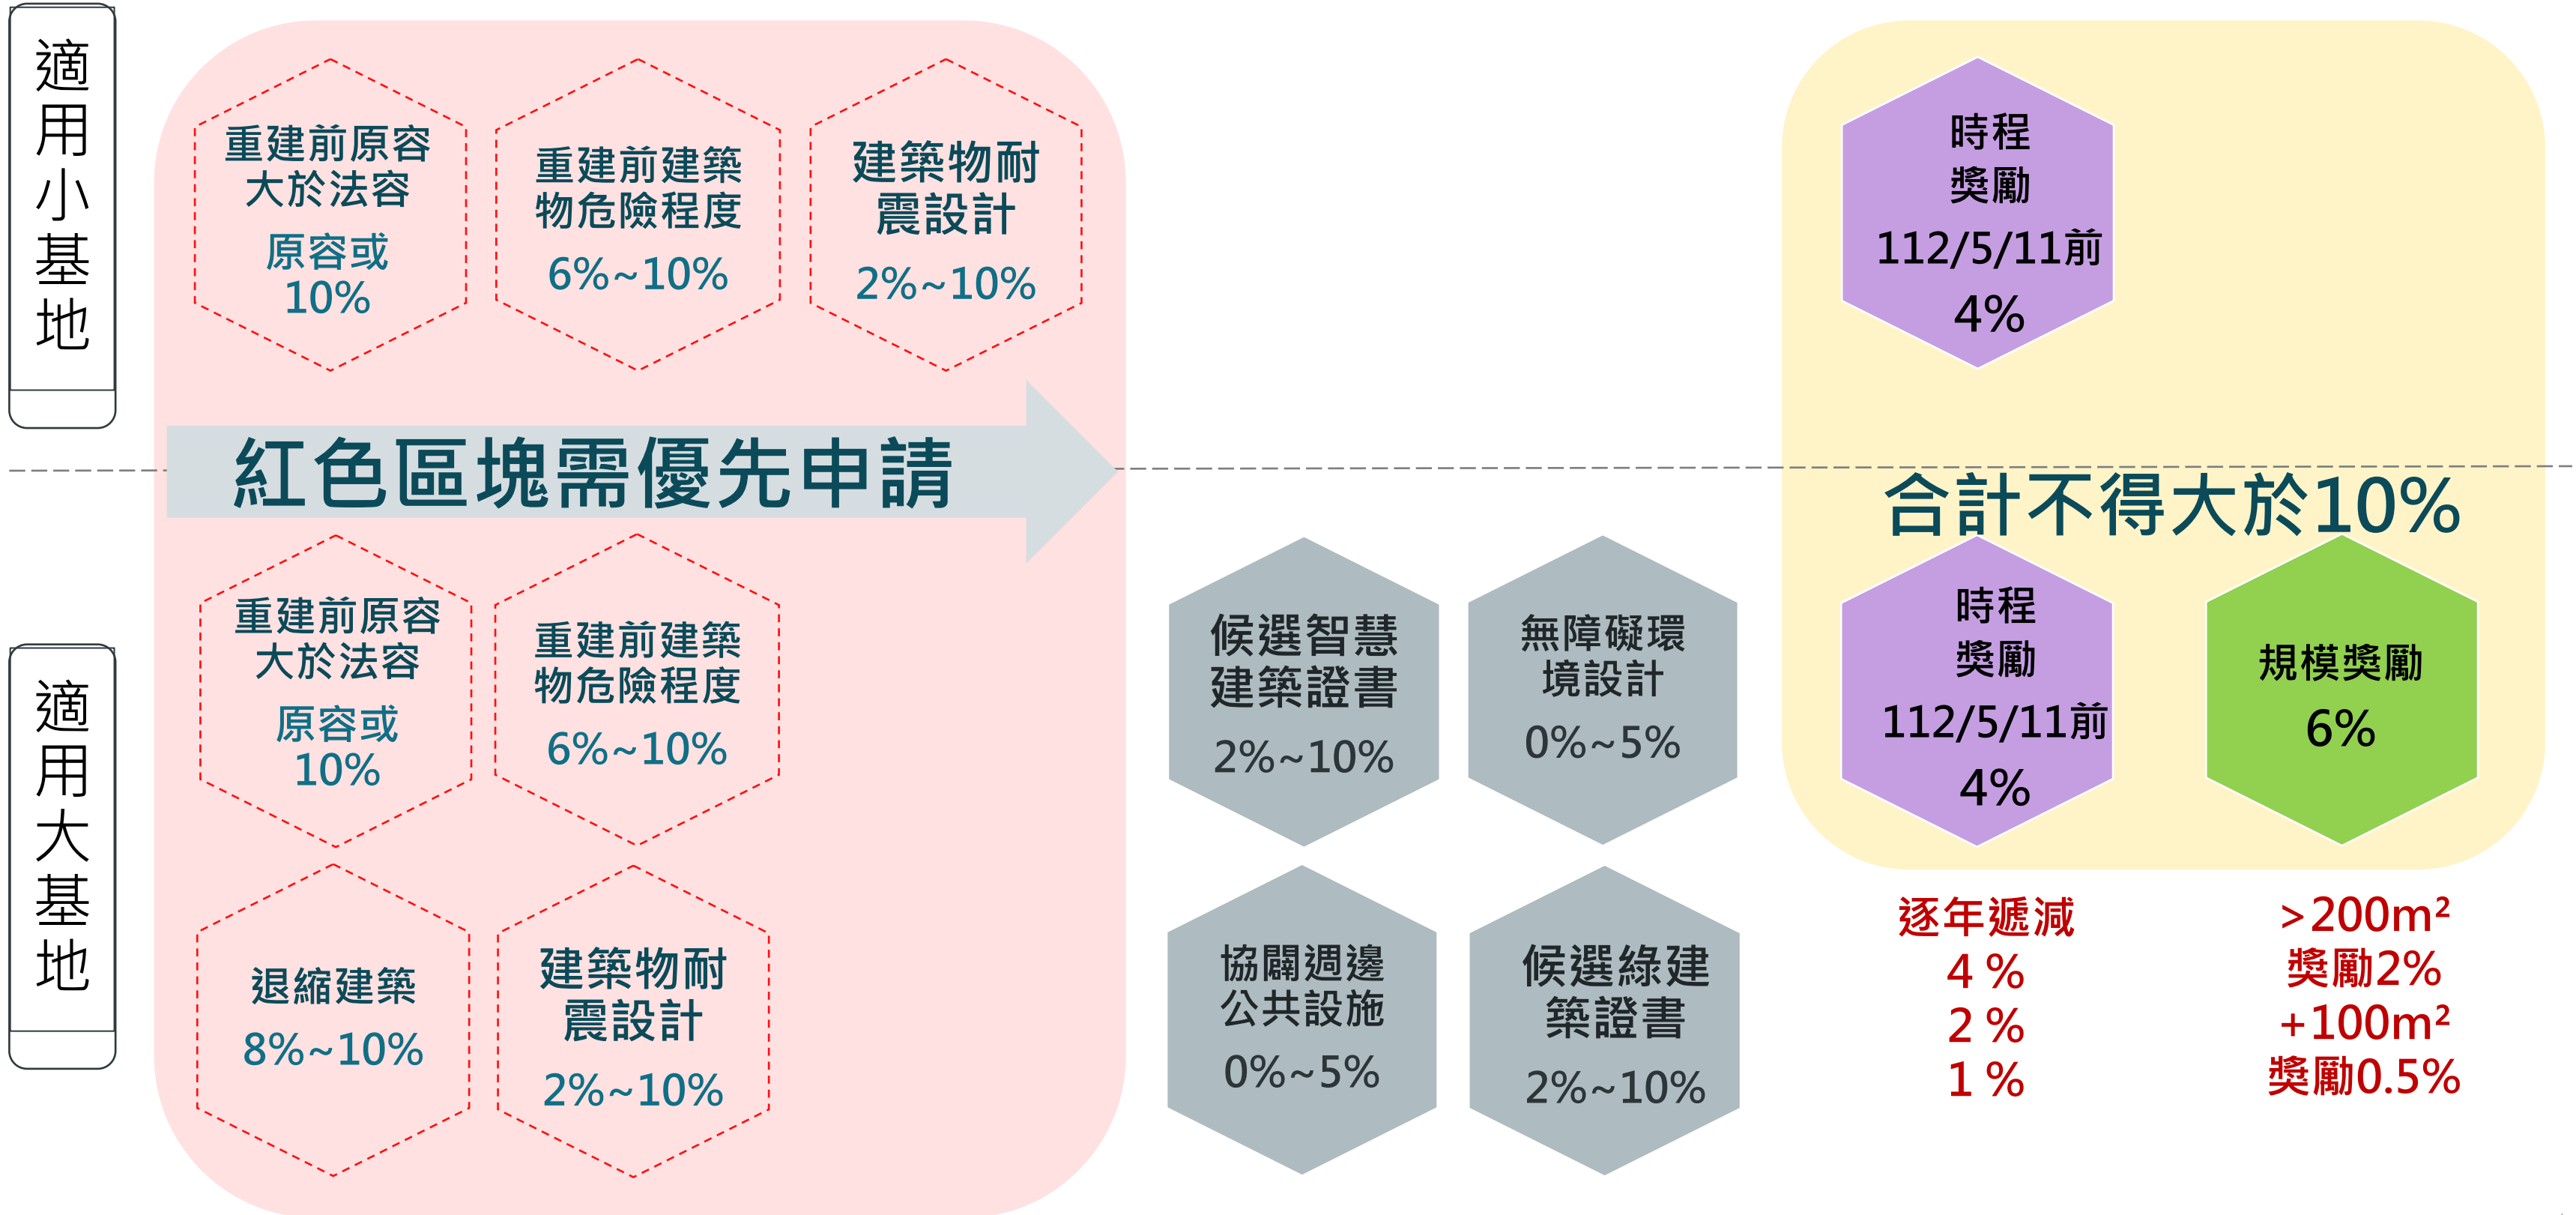 適用小基地
重建前原容
大於法容
原容或
10%
重建前建築
物危險程度
6%~10%
建築物耐
震設計
2%~10%
時程
獎勵
112/5/11前
4%
紅色區塊需優先申請
合計不得大於10%
適用大基地
重建前原容
大於法容
原容或
10%
重建前建築
物危險程度
6%~10%
退縮建築
8%~10%
建築物耐
震設計
2%~10%
候選智慧
建築證書
2%~10%
無障礙環
境設計
0%~5%
協闢週邊
公共設施
0%~5%
候選綠建
築證書
2%~10%
時程
獎勵
112/5/11前
4%
規模獎勵
6%
逐年遞減
4 %
2 %
1 %
>200m²
獎勵2%
+100m²
獎勵0.5%